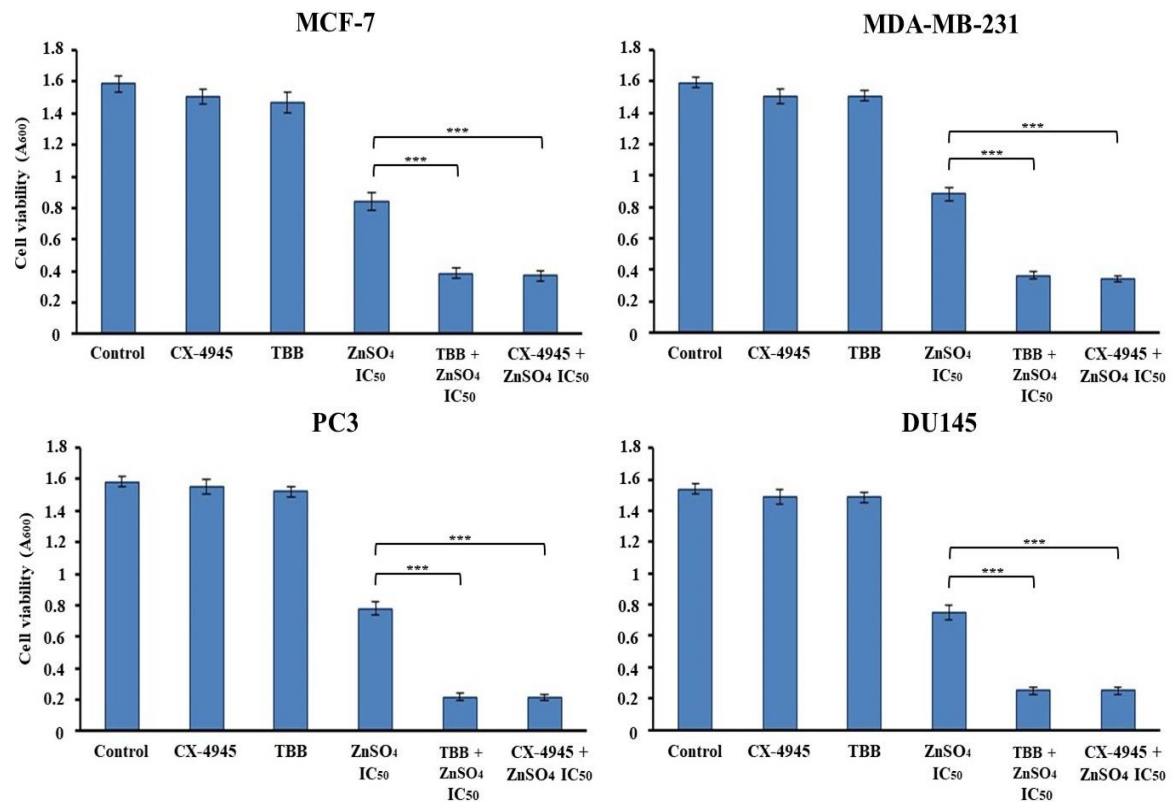 MCF-7
Cell viability (A600)
1.8
1.6
1.4
1.2
1
0.8
0.6
0.4
0.2
0
***
***
Control CX-4945 TBB ZnSO4 TBB + CX-4945 +
IC50 ZnSO4 ZnSO4 IC50
IC50
MDA-MB-231
1.8
1.6
1.4
1.2
1
0.8
0.6
0.4
0.2
0
***
***
Control CX-4945 TBB ZnSO4 TBB + CX-4945 +
IC50 ZnSO4 ZnSO4 IC50
IC50
PC3
Cell viability (A600)
1.8
1.6
1.4
1.2
1
0.8
0.6
0.4
0.2
0
***
***
Control CX-4945 TBB ZnSO4 TBB + CX-4945 +
IC50 ZnSO4 ZnSO4 IC50
IC50
DU145
1.8
1.6
1.4
1.2
1
0.8
0.6
0.4
0.2
0
***
***
Control CX-4945 TBB ZnSO4 TBB + CX-4945 +
IC50 ZnSO4 ZnSO4 IC50
IC50